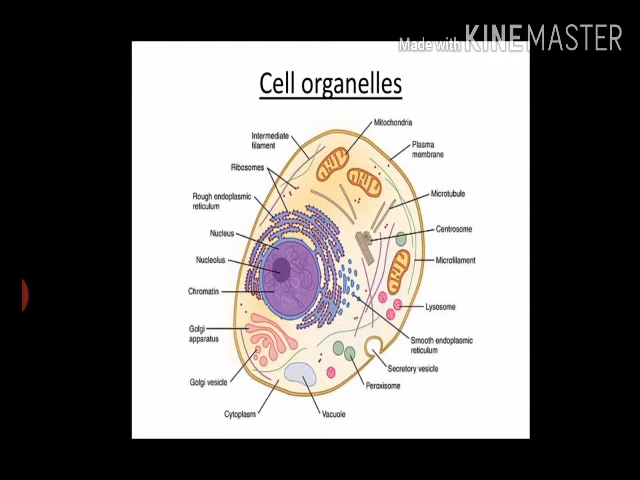 Made with KINEMASTER
Cell organelles
Mitochondria
Intermediate
filament
Plasma
membrane
Ribosomes
Rough endoplasmic
reticulum
Microtubule
Nucleus
Centrosome
Nucleolus
Microfilament
Chromatin
Lysosome
Golgi
apparatus
Smooth endoplasmic
reticulum
Secretory vesicle
Golgi vesicle
Peroxisome
Cytoplasm
Vacuole